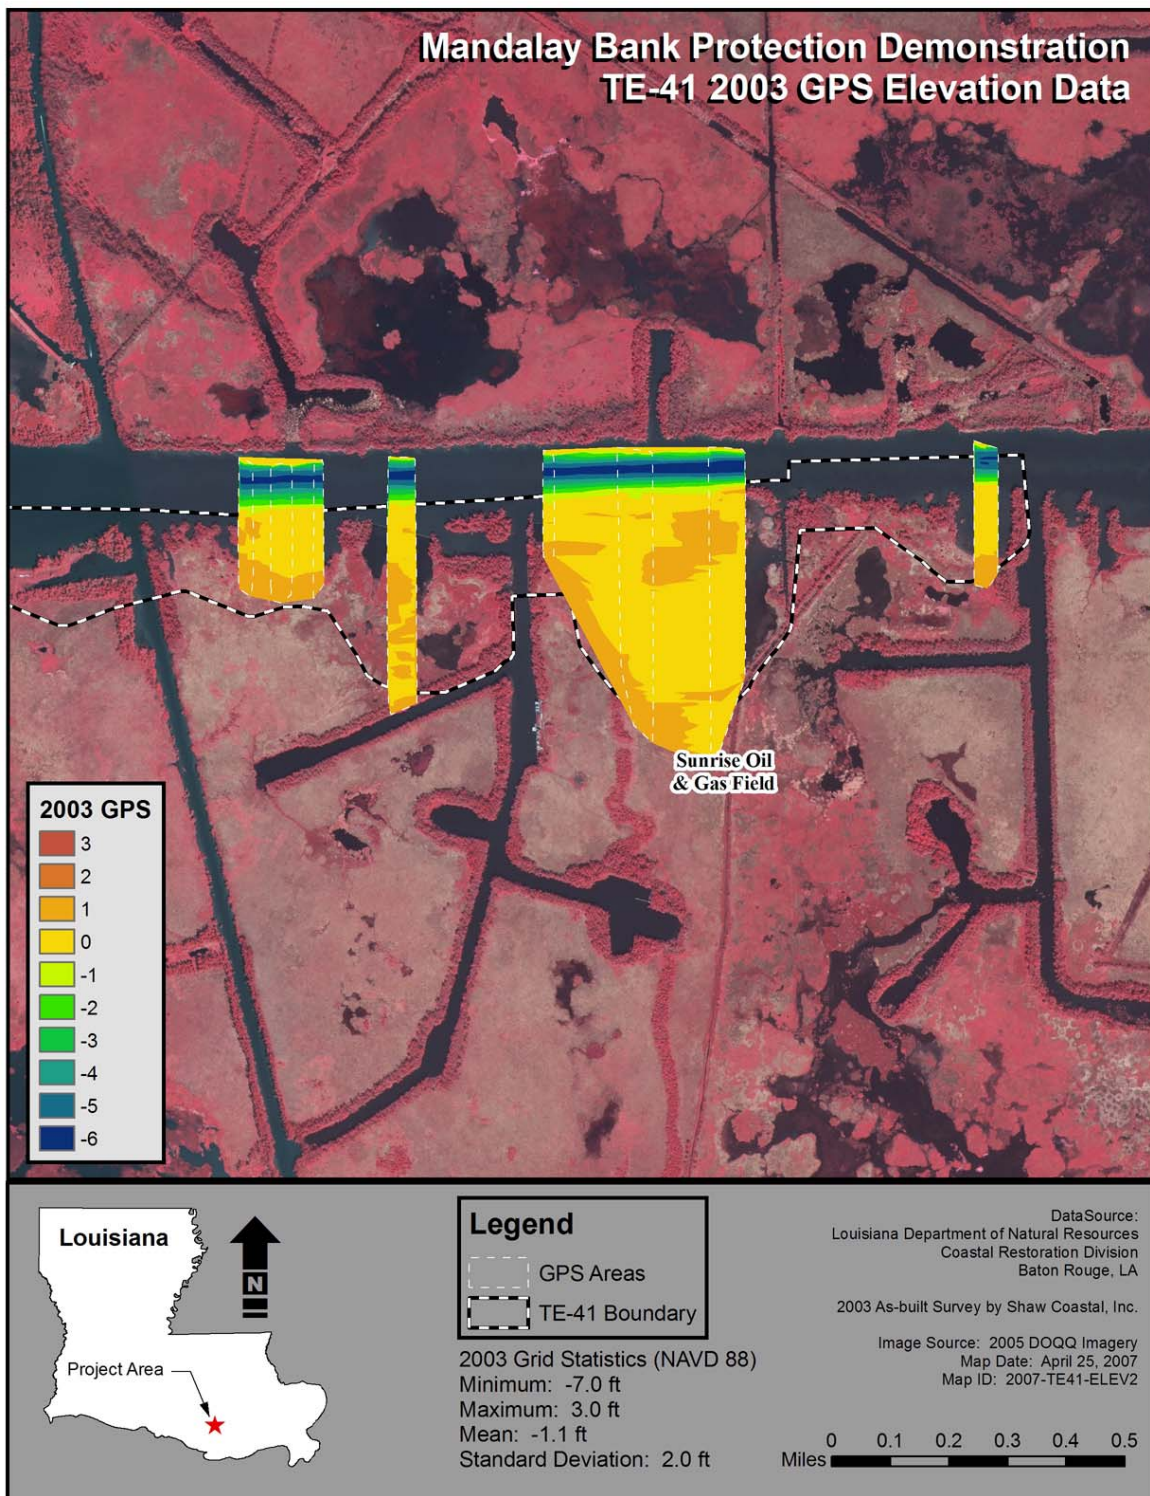 Mandalay Bank Protection Demonstration
TE-41 2003 GPS Elevation Data
Sunrise Oil
& Gas Field
2003 GPS
3
2
1
0
-1
-2
-3
-4
-5
-6
Louisiana
N
Project Area
Legend
GPS Areas
TE-41 Boundary
2003 Grid Statistics (NAVD 88)
Minimum: -7.0 ft
Maximum: 3.0 ft
Mean: -1.1 ft
Standard Deviation: 2.0 ft
DataSource:
Louisiana Department of Natural Resources
Coastal Restoration Division
Baton Rouge, LA
2003 As-built Survey by Shaw Coastal, Inc.
Image Source: 2005 DOQQ Imagery
Map Date: April 25, 2007
Map ID: 2007-TE41-ELEV2
0 0.1 0.2 0.3 0.4 0.5
Miles